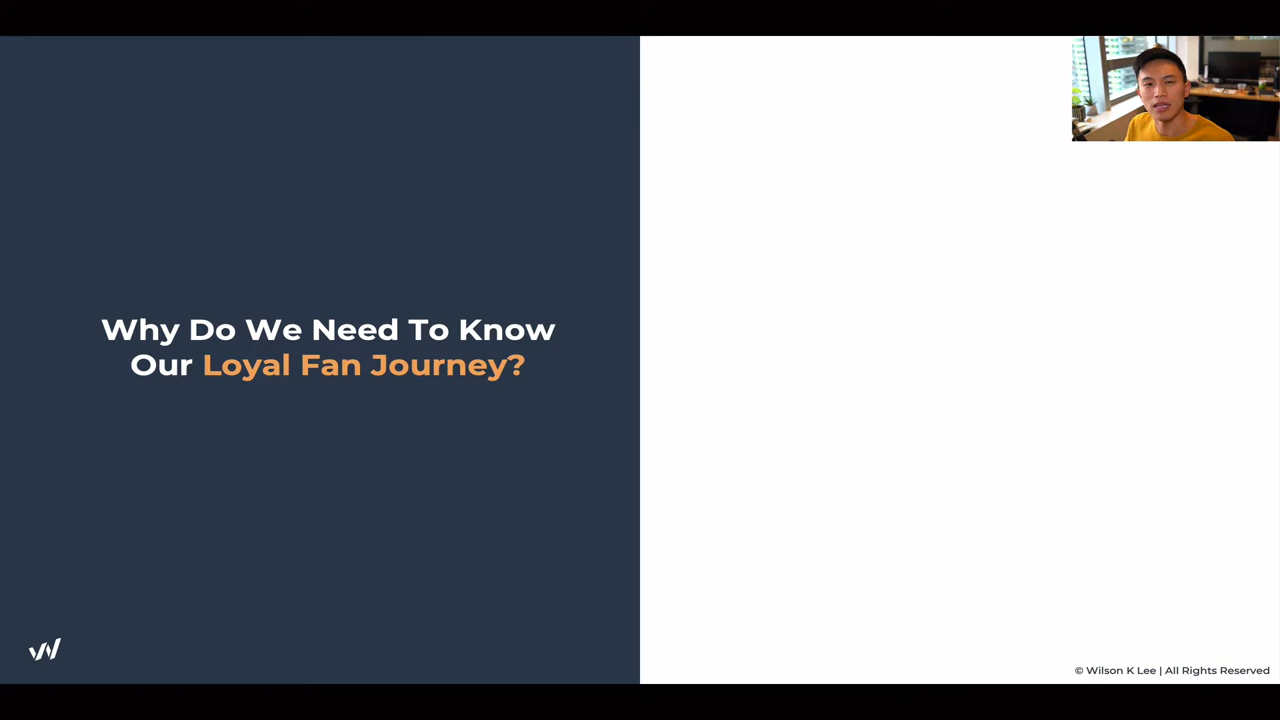 Why Do We Need To Know
Our Loyal Fan Journey?
© Wilson K Lee | All Rights Reserved